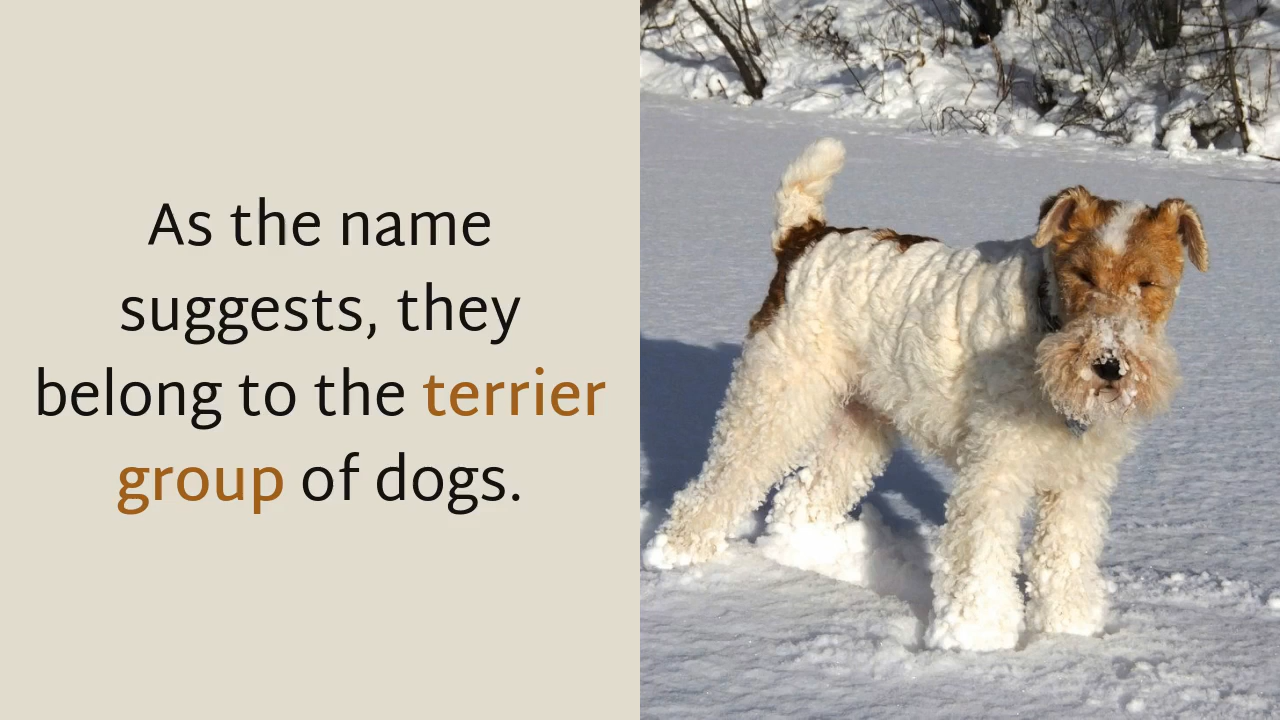 As the name
suggests, they
belong to the terrier
group of dogs.